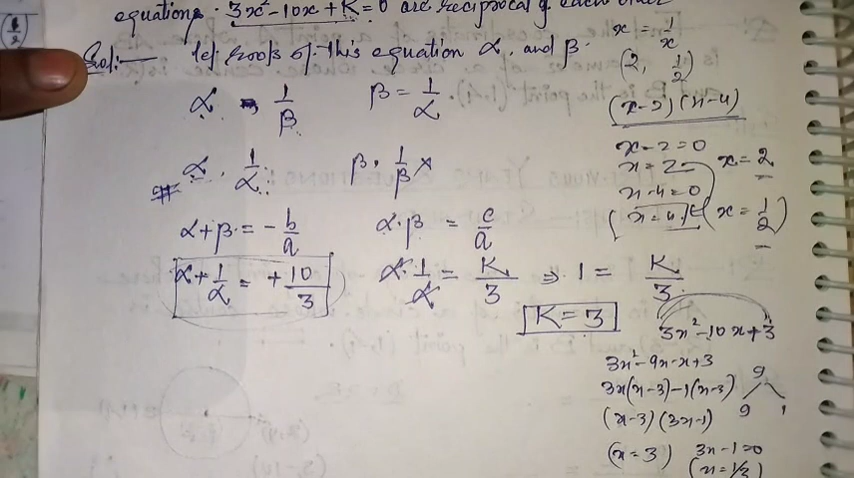 equations. 3x² - 10x + K = 0 are reciprocal of each other
Sol:— let roots of this equation α, and β.
α = 1/β β = 1/α
α, 1/α β, 1/β ×
α + β = -b/a α·β = c/a
α + 1/α = +10/3 α·1/α = K/3 ⇒ 1 = K/3
K = 3
x = 1/x
(2, 1/2)
(x-2)(x-4)
x - 2 = 0
x = 2 x = 2
x - 4 = 0
(x = 4) x = 1/2)
3x² - 10x + 3
3x² - 9x - x + 3
3x(x-3) - 1(x-3)
9
9 1
(x-3)(3x-1)
(x = 3) 3x - 1 = 0
(x = 1/3)